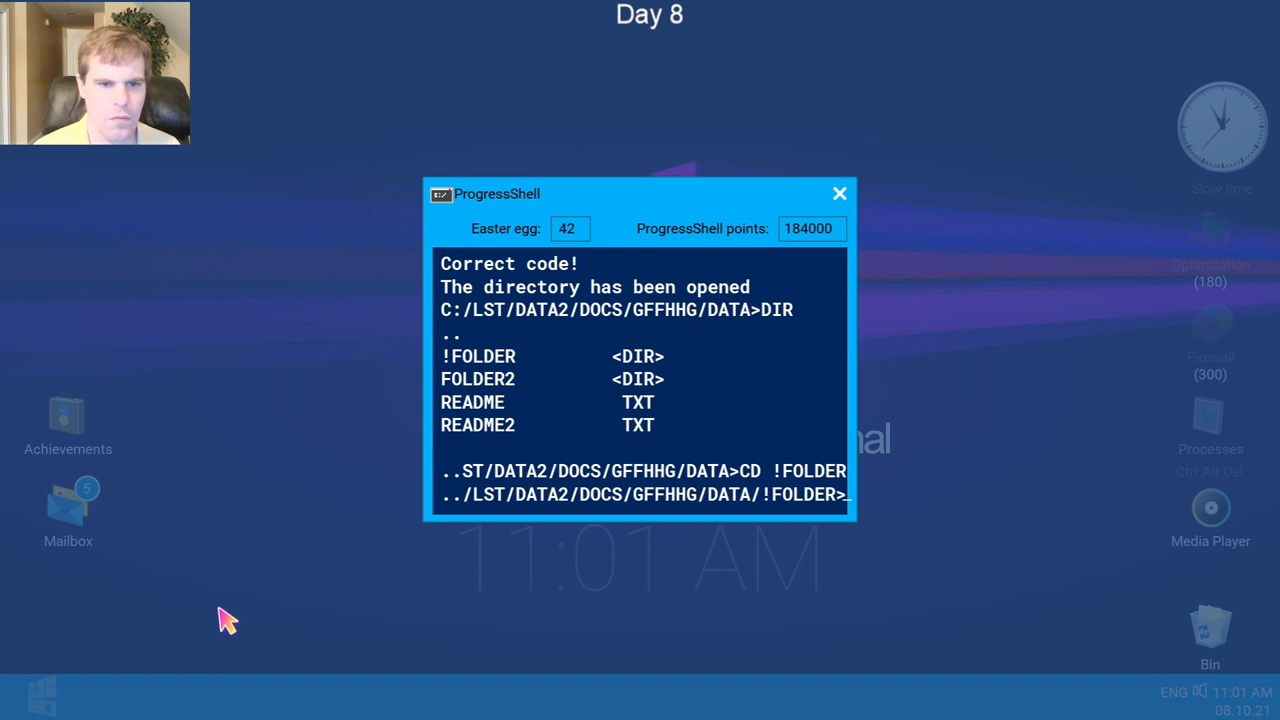 Day 8
ProgressShell
Easter egg: 42 ProgressShell points: 184000
Correct code!
The directory has been opened
C:/LST/DATA2/DOCS/GFFHHG/DATA>DIR
..
!FOLDER <DIR>
FOLDER2 <DIR>
README TXT
README2 TXT
..ST/DATA2/DOCS/GFFHHG/DATA>CD !FOLDER
../LST/DATA2/DOCS/GFFHHG/DATA/!FOLDER>_
nal
11:01 AM
Achievements
5
Mailbox
Slow time
Optimization
(180)
Firewall
(300)
Processes
Ctrl Alt Del
Media Player
Bin
ENG 11:01 AM
08.10.21